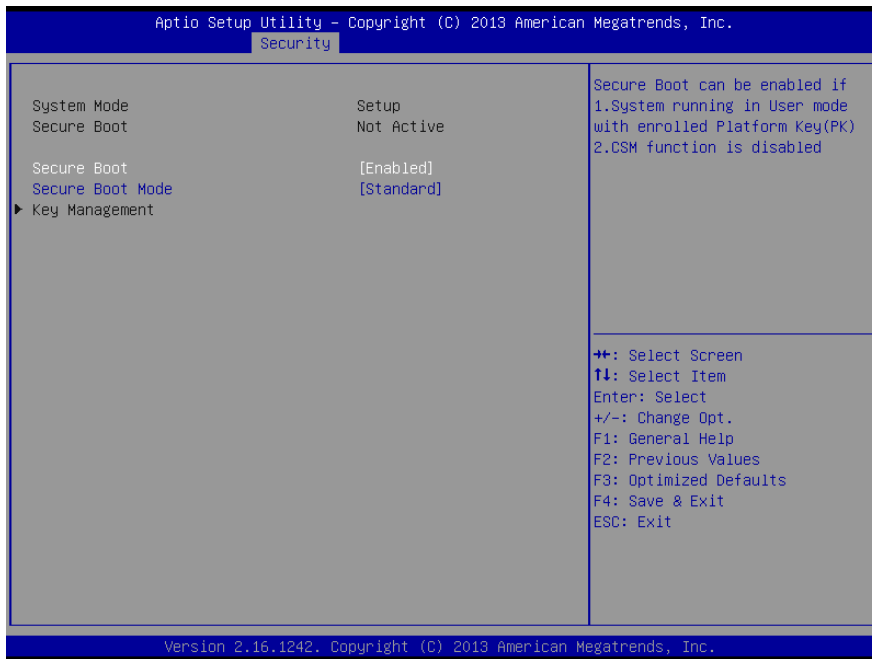 Aptio Setup Utility – Copyright (C) 2013 American Megatrends, Inc.
Security
System Mode Setup
Secure Boot Not Active
Secure Boot [Enabled]
Secure Boot Mode [Standard]
Key Management
Secure Boot can be enabled if
1.System running in User mode
with enrolled Platform Key(PK)
2.CSM function is disabled
→←: Select Screen
↑↓: Select Item
Enter: Select
+/-: Change Opt.
F1: General Help
F2: Previous Values
F3: Optimized Defaults
F4: Save & Exit
ESC: Exit
Version 2.16.1242. Copyright (C) 2013 American Megatrends, Inc.